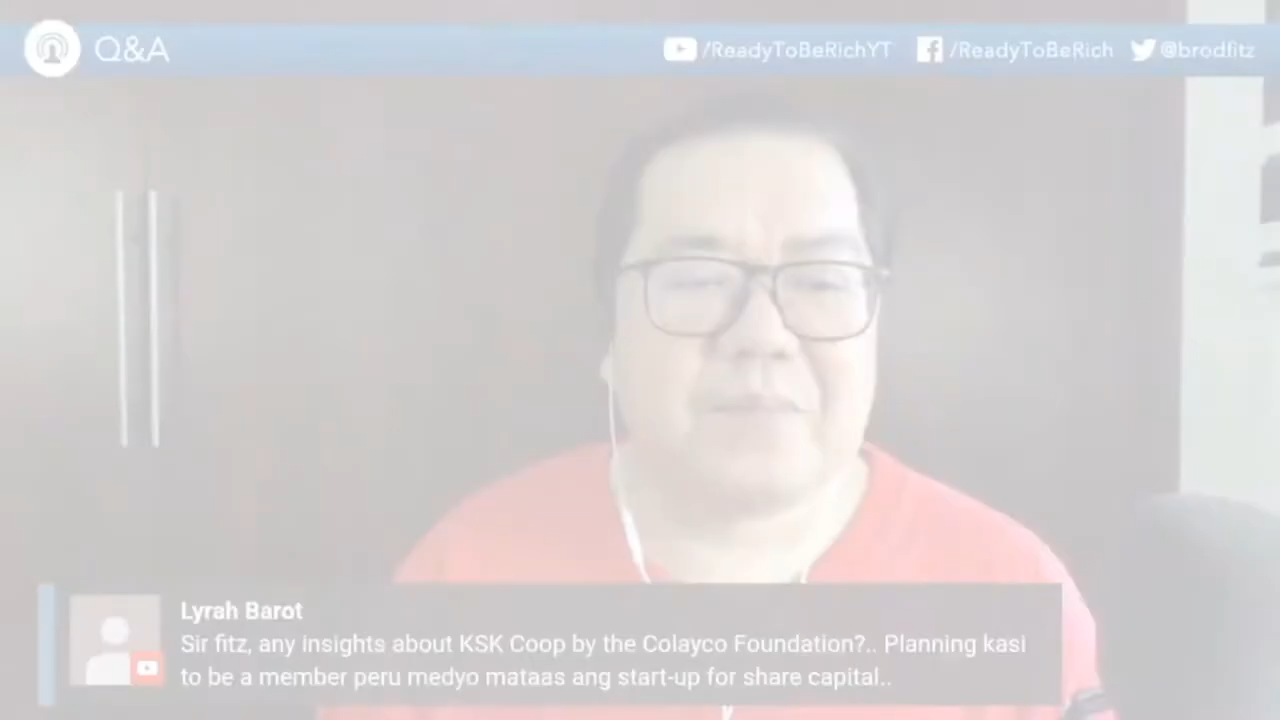 Q&A
/ReadyToBeRichYT
/ReadyToBeRich
@brodfitz
Lyrah Barot
Sir fitz, any insights about KSK Coop by the Colayco Foundation?.. Planning kasi
to be a member peru medyo mataas ang start-up for share capital..